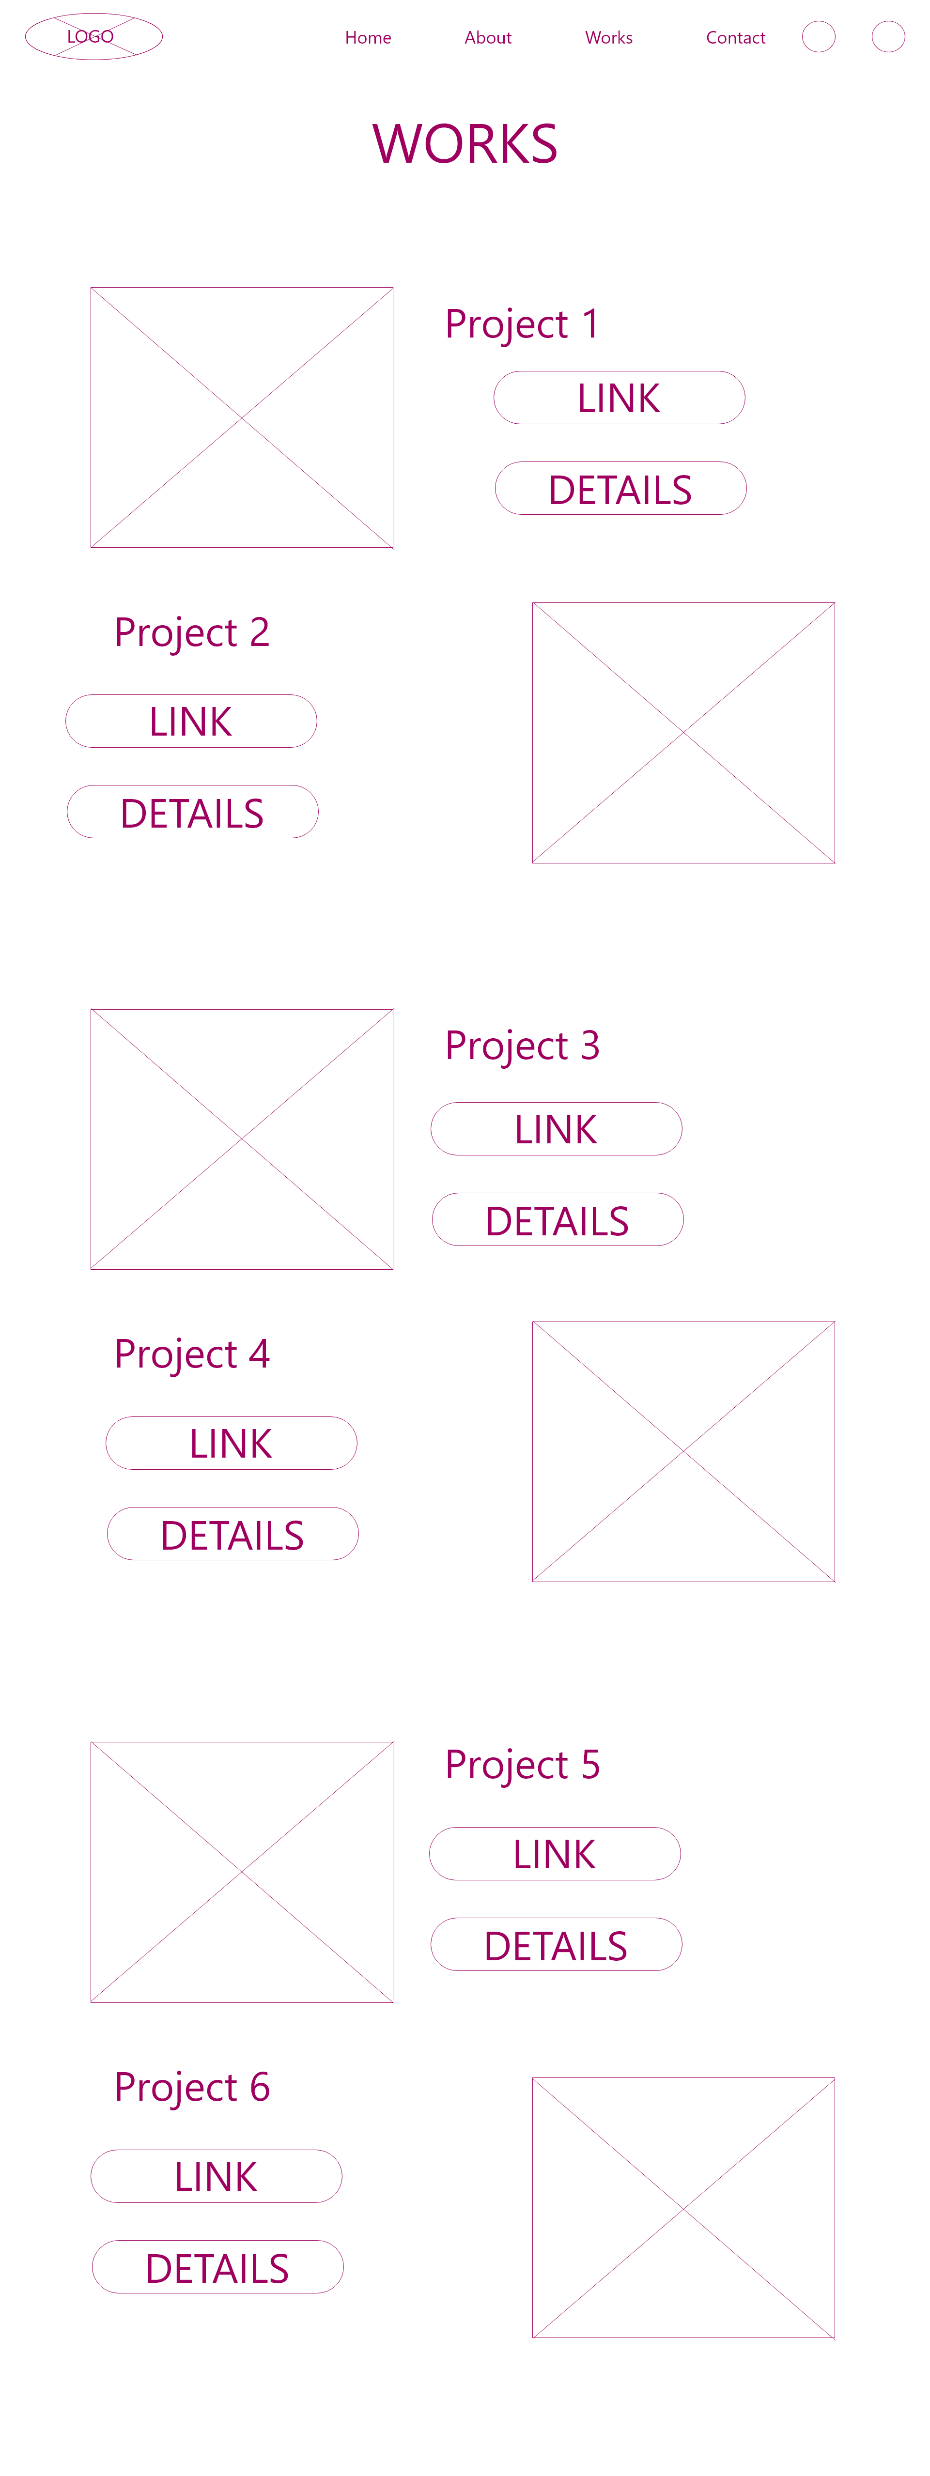 LOGO
Home About Works Contact
WORKS
Project 1
LINK
DETAILS
Project 2
LINK
DETAILS
Project 3
LINK
DETAILS
Project 4
LINK
DETAILS
Project 5
LINK
DETAILS
Project 6
LINK
DETAILS